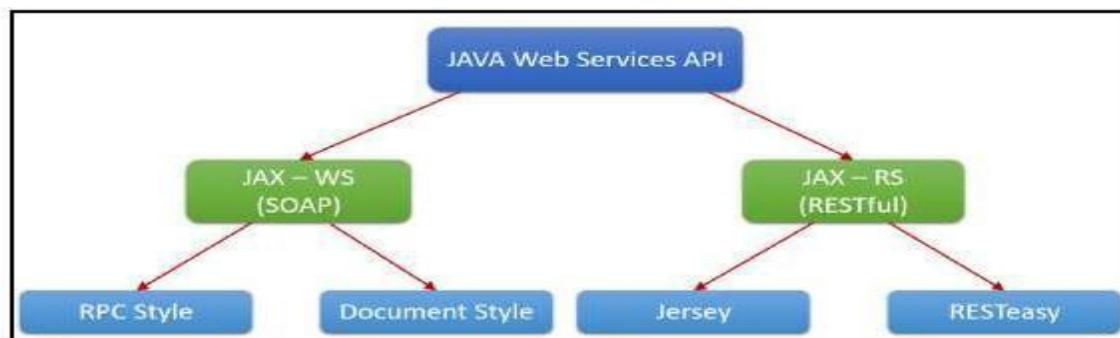 JAVA Web Services API
JAX – WS
(SOAP)
JAX – RS
(RESTful)
RPC Style
Document Style
Jersey
RESTeasy